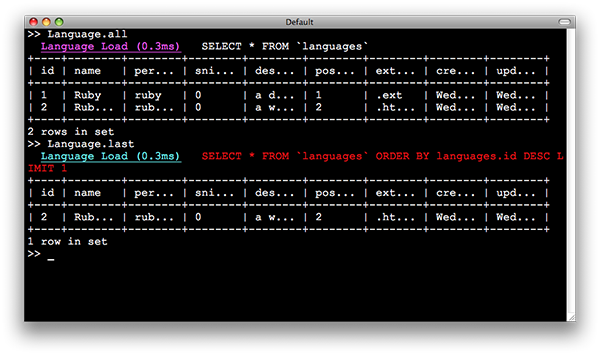 Default
>> Language.all
  Language Load (0.3ms)   SELECT * FROM `languages`
+----+--------+--------+--------+--------+--------+--------+--------+--------+
| id | name   | per... | sni... | des... | pos... | ext... | cre... | upd... |
+----+--------+--------+--------+--------+--------+--------+--------+--------+
| 1  | Ruby   | ruby   | 0      | a d... | 1      | .ext   | Wed... | Wed... |
| 2  | Rub... | rub... | 0      | a w... | 2      | .ht... | Wed... | Wed... |
+----+--------+--------+--------+--------+--------+--------+--------+--------+
2 rows in set
>> Language.last
  Language Load (0.3ms)   SELECT * FROM `languages` ORDER BY languages.id DESC L
IMIT 1
+----+--------+--------+--------+--------+--------+--------+--------+--------+
| id | name   | per... | sni... | des... | pos... | ext... | cre... | upd... |
+----+--------+--------+--------+--------+--------+--------+--------+--------+
| 2  | Rub... | rub... | 0      | a w... | 2      | .ht... | Wed... | Wed... |
+----+--------+--------+--------+--------+--------+--------+--------+--------+
1 row in set
>> _